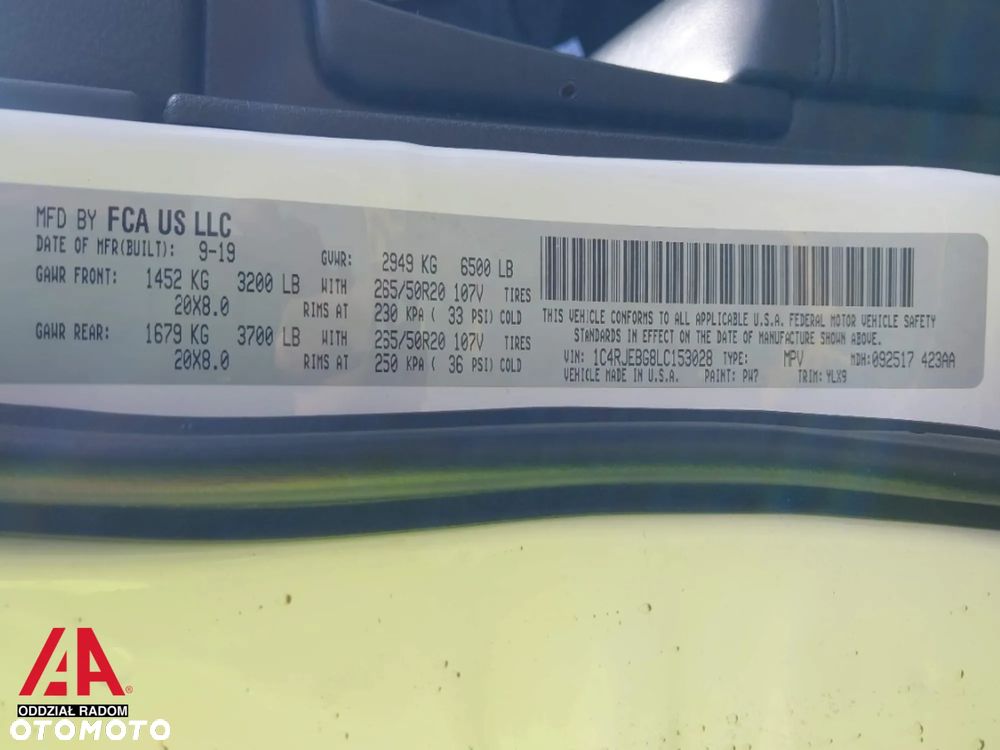 MFD BY FCA US LLC
DATE OF MFR(BUILT): 9-19 GVWR: 2949 KG 6500 LB
GAWR FRONT: 1452 KG 3200 LB WITH 265/50R20 107V TIRES
20X8.0 RIMS AT 230 KPA ( 33 PSI) COLD
GAWR REAR: 1679 KG 3700 LB WITH 265/50R20 107V TIRES
20X8.0 RIMS AT 250 KPA ( 36 PSI) COLD
THIS VEHICLE CONFORMS TO ALL APPLICABLE U.S.A. FEDERAL MOTOR VEHICLE SAFETY
STANDARDS IN EFFECT ON THE DATE OF MANUFACTURE SHOWN ABOVE.
VIN: 1C4RJEBG8LC153028 TYPE: MPV MDH:092517 423AA
VEHICLE MADE IN U.S.A. PAINT: PW7 TRIM: YLX9
AA
ODDZIAŁ RADOM
OTOMOTO